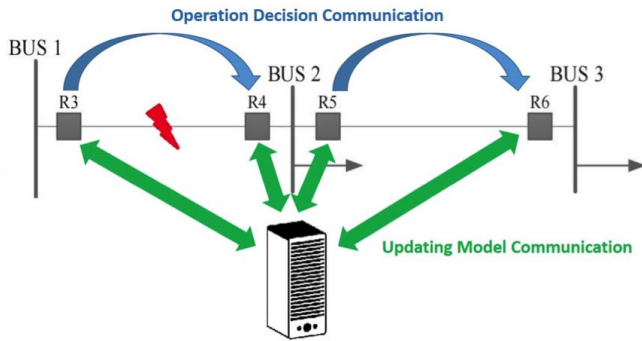 Operation Decision Communication
BUS 1
BUS 2
BUS 3
R3
R4
R5
R6
Updating Model Communication